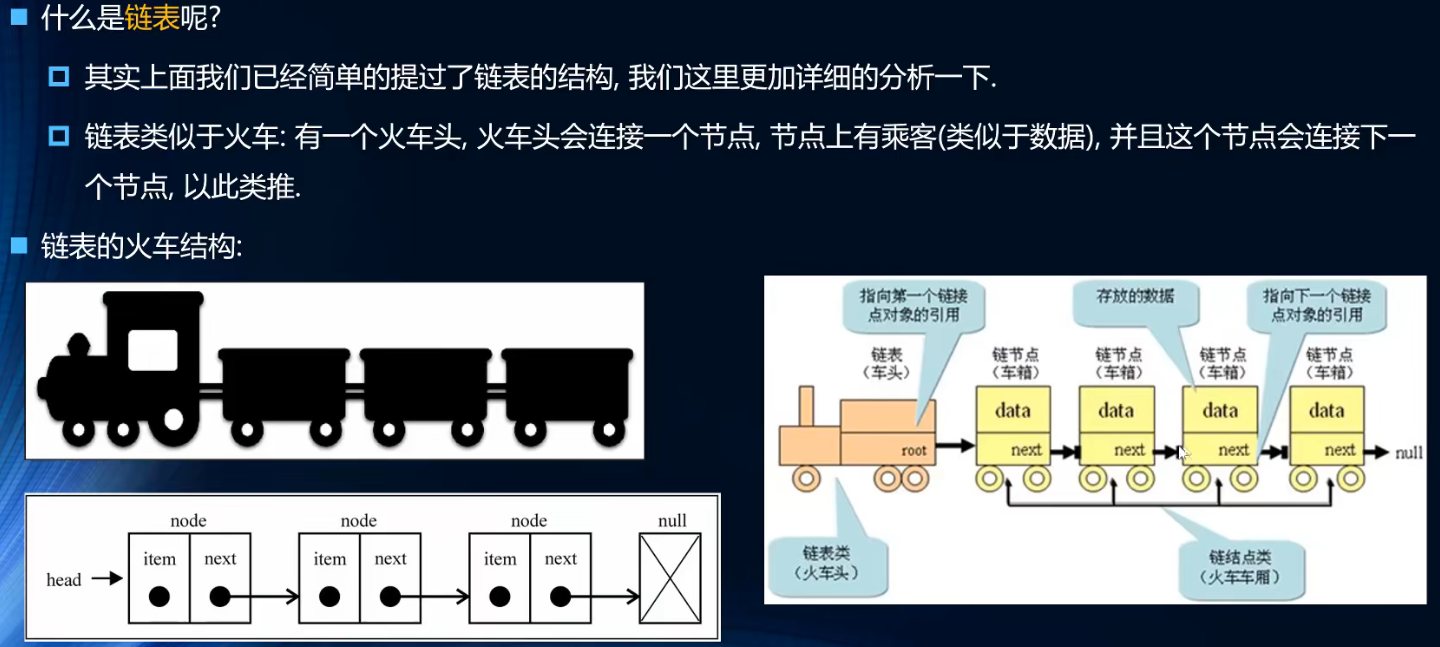 什么是链表呢?
其实上面我们已经简单的提过了链表的结构, 我们这里更加详细的分析一下.
链表类似于火车: 有一个火车头, 火车头会连接一个节点, 节点上有乘客(类似于数据), 并且这个节点会连接下一
个节点, 以此类推.
链表的火车结构:
node node node null
item next item next item next
head
指向第一个链接
点对象的引用
存放的数据
指向下一个链接
点对象的引用
链表
（车头）
链节点
（车箱）
链节点
（车箱）
链节点
（车箱）
链节点
（车箱）
data data data data
root next next next next null
链表类
（火车头）
链结点类
（火车车厢）